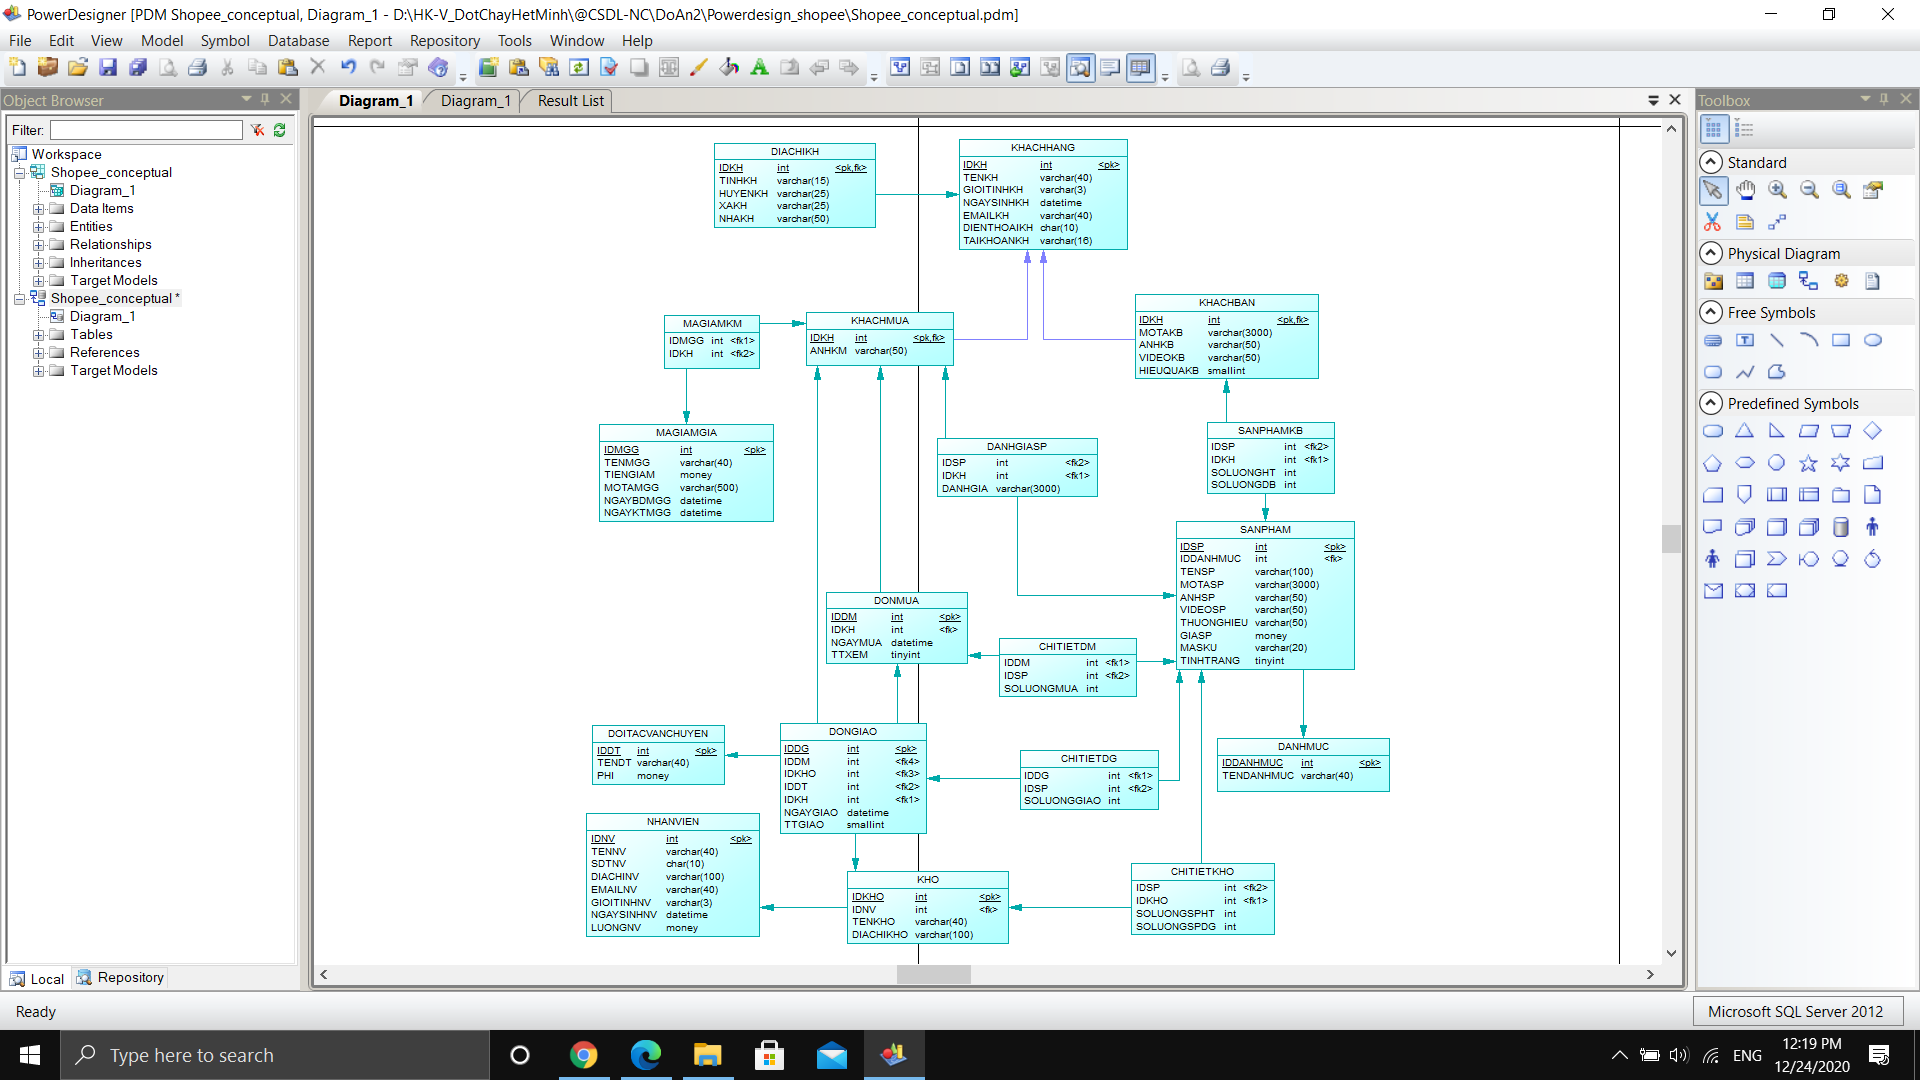 PowerDesigner [PDM Shopee_conceptual, Diagram_1 - D:\HK-V_DotChayHetMinh\@CSDL-NC\DoAn2\Powerdesign_shopee\Shopee_conceptual.pdm]
File Edit View Model Symbol Database Report Repository Tools Window Help
Object Browser
Filter:
Workspace
Shopee_conceptual
Diagram_1
Data Items
Entities
Relationships
Inheritances
Target Models
Shopee_conceptual *
Diagram_1
Tables
References
Target Models
Local Repository
Diagram_1 Diagram_1 Result List
DIACHIKH
IDKH int <pk,fk>
TINHKH varchar(15)
HUYENKH varchar(25)
XAKH varchar(25)
NHAKH varchar(50)
KHACHHANG
IDKH int <pk>
TENKH varchar(40)
GIOITINHKH varchar(3)
NGAYSINHKH datetime
EMAILKH varchar(40)
DIENTHOAIKH char(10)
TAIKHOANKH varchar(16)
MAGIAMKM
IDMGG int <fk1>
IDKH int <fk2>
KHACHMUA
IDKH int <pk,fk>
ANHKM varchar(50)
KHACHBAN
IDKH int <pk,fk>
MOTAKB varchar(3000)
ANHKB varchar(50)
VIDEOKB varchar(50)
HIEUQUAKB smallint
MAGIAMGIA
IDMGG int <pk>
TENMGG varchar(40)
TIENGIAM money
MOTAMGG varchar(500)
NGAYBDMGG datetime
NGAYKTMGG datetime
DANHGIASP
IDSP int <fk2>
IDKH int <fk1>
DANHGIA varchar(3000)
SANPHAMKB
IDSP int <fk2>
IDKH int <fk1>
SOLUONGHT int
SOLUONGDB int
SANPHAM
IDSP int <pk>
IDDANHMUC int <fk>
TENSP varchar(100)
MOTASP varchar(3000)
ANHSP varchar(50)
VIDEOSP varchar(50)
THUONGHIEU varchar(50)
GIASP money
MASKU varchar(20)
TINHTRANG tinyint
DONMUA
IDDM int <pk>
IDKH int <fk>
NGAYMUA datetime
TTXEM tinyint
CHITIETDM
IDDM int <fk1>
IDSP int <fk2>
SOLUONGMUA int
DOITACVANCHUYEN
IDDT int <pk>
TENDT varchar(40)
PHI money
DONGIAO
IDDG int <pk>
IDDM int <fk4>
IDKHO int <fk3>
IDDT int <fk2>
IDKH int <fk1>
NGAYGIAO datetime
TTGIAO smallint
CHITIETDG
IDDG int <fk1>
IDSP int <fk2>
SOLUONGGIAO int
DANHMUC
IDDANHMUC int <pk>
TENDANHMUC varchar(40)
NHANVIEN
IDNV int <pk>
TENNV varchar(40)
SDTNV char(10)
DIACHINV varchar(100)
EMAILNV varchar(40)
GIOITINHNV varchar(3)
NGAYSINHNV datetime
LUONGNV money
KHO
IDKHO int <pk>
IDNV int <fk>
TENKHO varchar(40)
DIACHIKHO varchar(100)
CHITIETKHO
IDSP int <fk2>
IDKHO int <fk1>
SOLUONGSPHT int
SOLUONGSPDG int
Toolbox
Standard
Physical Diagram
Free Symbols
Predefined Symbols
Ready
Microsoft SQL Server 2012
Type here to search
ENG
12:19 PM
12/24/2020